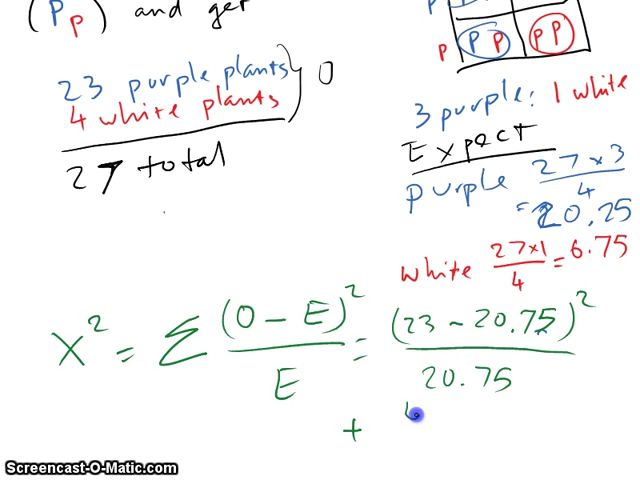 (Pp) and get
P
p Pp pp
23 purple plants
4 white plants } O
27 total
3 purple: 1 white
Expect
purple 27 x 3 / 4
= 20.25
white 27 x 1 / 4 = 6.75
X² = Σ (O - E)² / E = (23 - 20.75)² / 20.75
+
Screencast-O-Matic.com